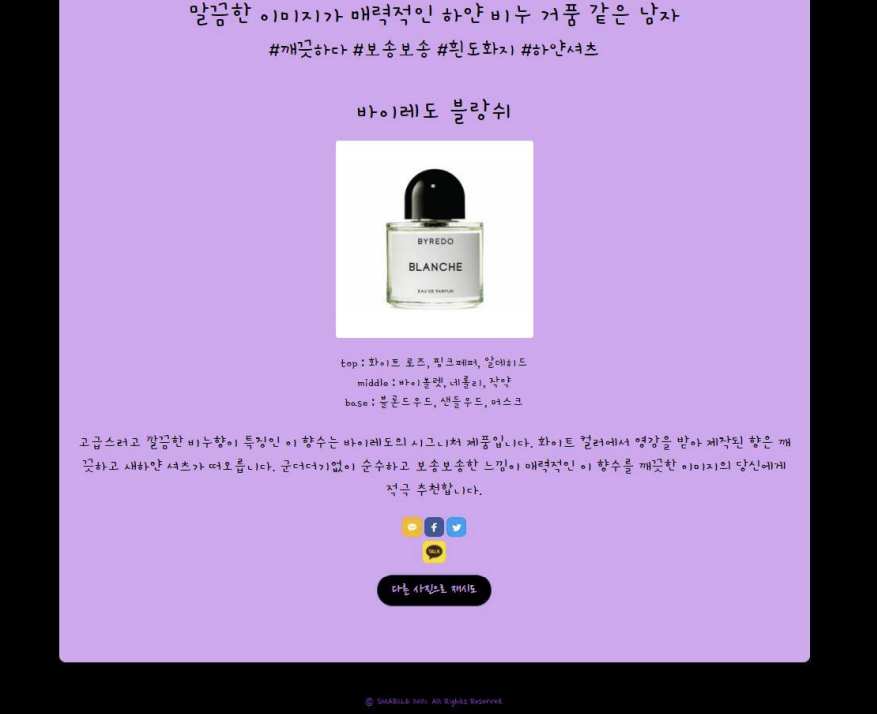 말끔한 이미지가 매력적인 하얀 비누 거품 같은 남자
#깨끗하다 #보송보송 #흰도화지 #하얀셔츠
바이레도 블랑쉬
BYREDO
BLANCHE
EAU DE PARFUM
top : 화이트 로즈, 핑크페퍼, 알데히드
middle : 바이올렛, 네롤리, 작약
base : 블론드우드, 샌들우드, 머스크
고급스러고 깔끔한 비누향이 특징인 이 향수는 바이레도의 시그니처 제품입니다. 화이트 컬러에서 영감을 받아 제작된 향은 깨
끗하고 새하얀 셔츠가 떠오릅니다. 군더더기없이 순수하고 보송보송한 느낌이 매력적인 이 향수를 깨끗한 이미지의 당신에게
적극 추천합니다.
TALK
다른 사진으로 재시도
© SMARCLE 2021. All Rights Reserved